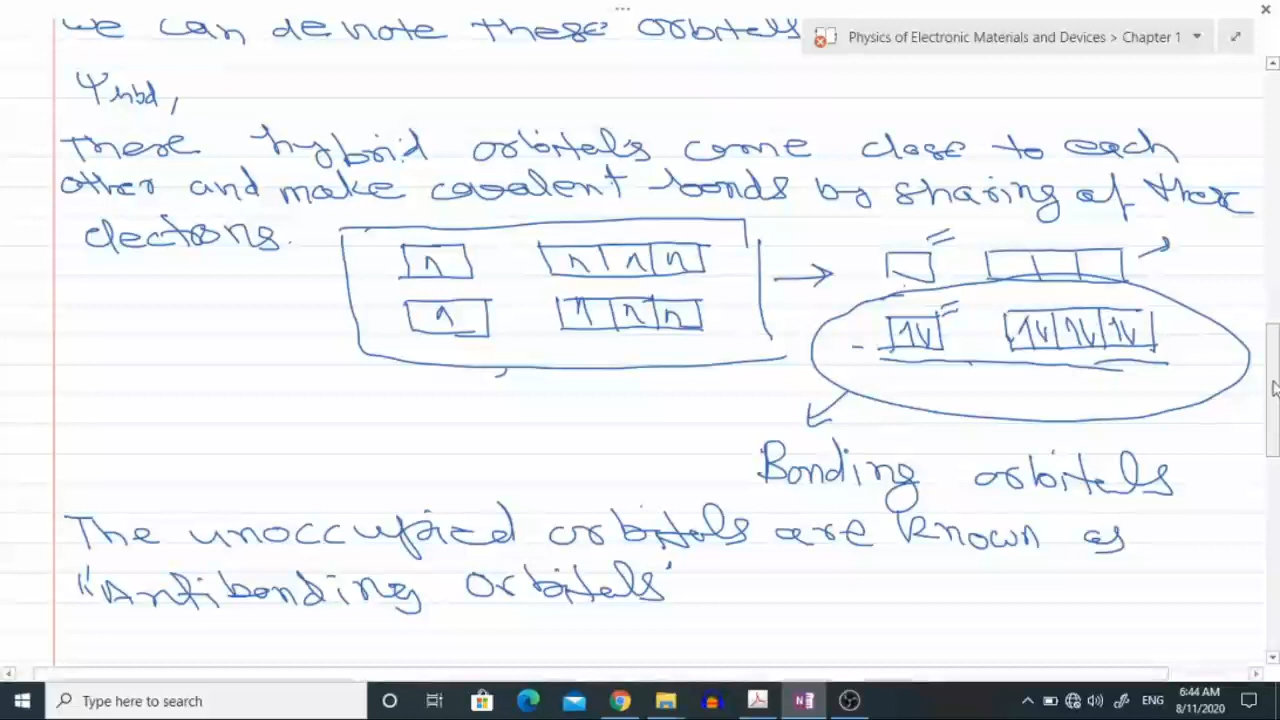 we can denote these orbitals
Physics of Electronic Materials and Devices > Chapter 1
Ψhbd,
These hybrid orbitals come close to each
other and make covalent bonds by sharing of these
electrons.
Bonding orbitals
The unoccupied orbitals are known as
"Antibonding Orbitals"
Type here to search
ENG
6:44 AM
8/11/2020